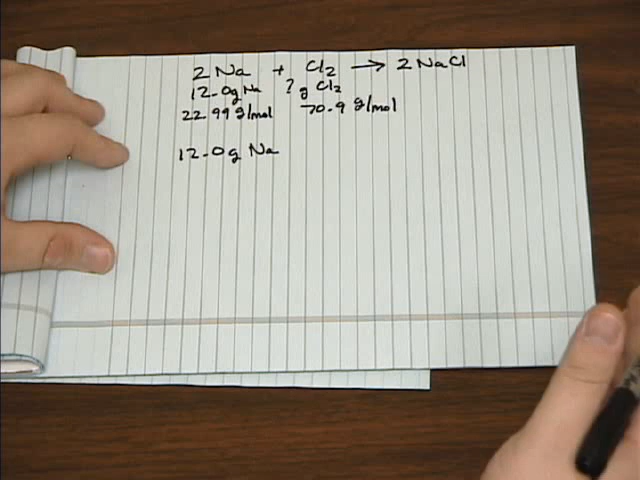 2 Na + Cl2 → 2 NaCl
12.0g Na ? g Cl2
22.99 g/mol 70.9 g/mol
12.0g Na